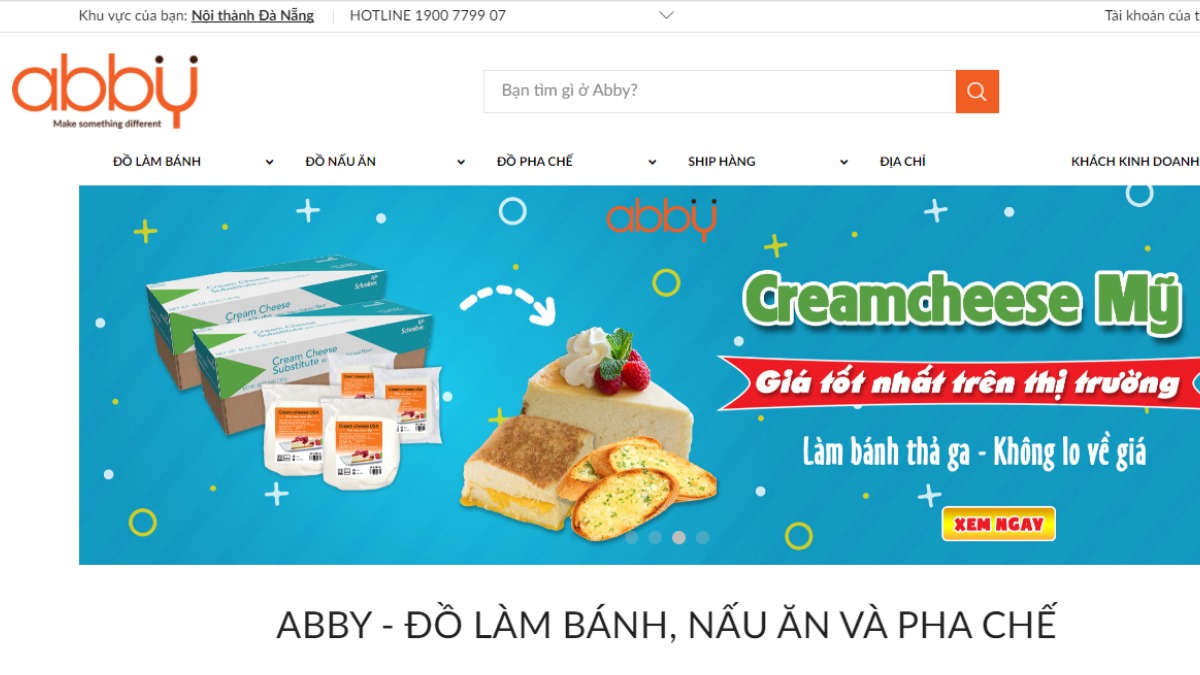 Khu vực của bạn: Nội thành Đà Nẵng
HOTLINE 1900 7799 07
Tài khoản của t
abby
Make something different
Bạn tìm gì ở Abby?
ĐỒ LÀM BÁNH
ĐỒ NẤU ĂN
ĐỒ PHA CHẾ
SHIP HÀNG
ĐỊA CHỈ
KHÁCH KINH DOANH
abby
Cream Cheese
Substitute
Schreiber
Cream Cheese
Cream Cheese
Substitute
Schreiber
Cream cheese USA
Cream cheese USA
Creamcheese Mỹ
Giá tốt nhất trên thị trường
Làm bánh thả ga - Không lo về giá
XEM NGAY
ABBY - ĐỒ LÀM BÁNH, NẤU ĂN VÀ PHA CHẾ